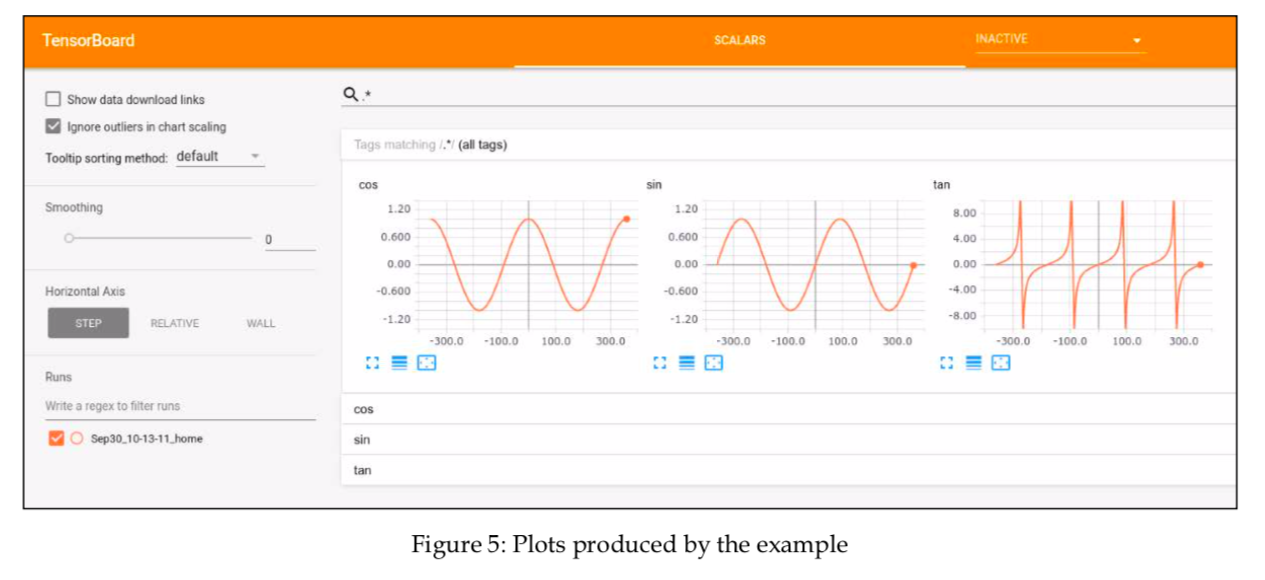 TensorBoard SCALARS INACTIVE
Show data download links
Ignore outliers in chart scaling
Tooltip sorting method: default
Smoothing
0
Horizontal Axis
STEP RELATIVE WALL
Runs
Write a regex to filter runs
Sep30_10-13-11_home
.*
Tags matching /.*/ (all tags)
cos
1.20
0.600
0.00
-0.600
-1.20
-300.0 -100.0 100.0 300.0
sin
1.20
0.600
0.00
-0.600
-1.20
-300.0 -100.0 100.0 300.0
tan
8.00
4.00
0.00
-4.00
-8.00
-300.0 -100.0 100.0 300.0
cos
sin
tan
Figure 5: Plots produced by the example